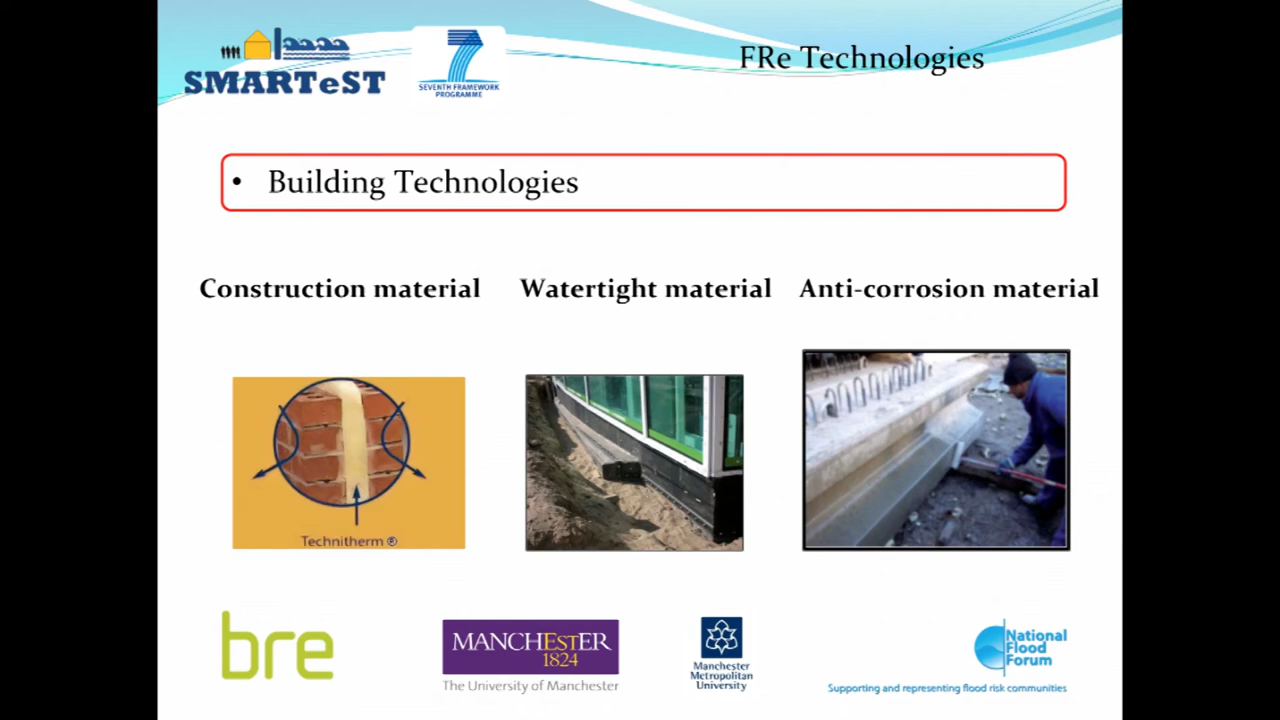 FRe Technologies
SMARTeST
SEVENTH FRAMEWORK
PROGRAMME
• Building Technologies
Construction material
Watertight material
Anti-corrosion material
Technitherm ®
bre
MANCHESTER
1824
The University of Manchester
Manchester
Metropolitan
University
National
Flood
Forum
Supporting and representing flood risk communities